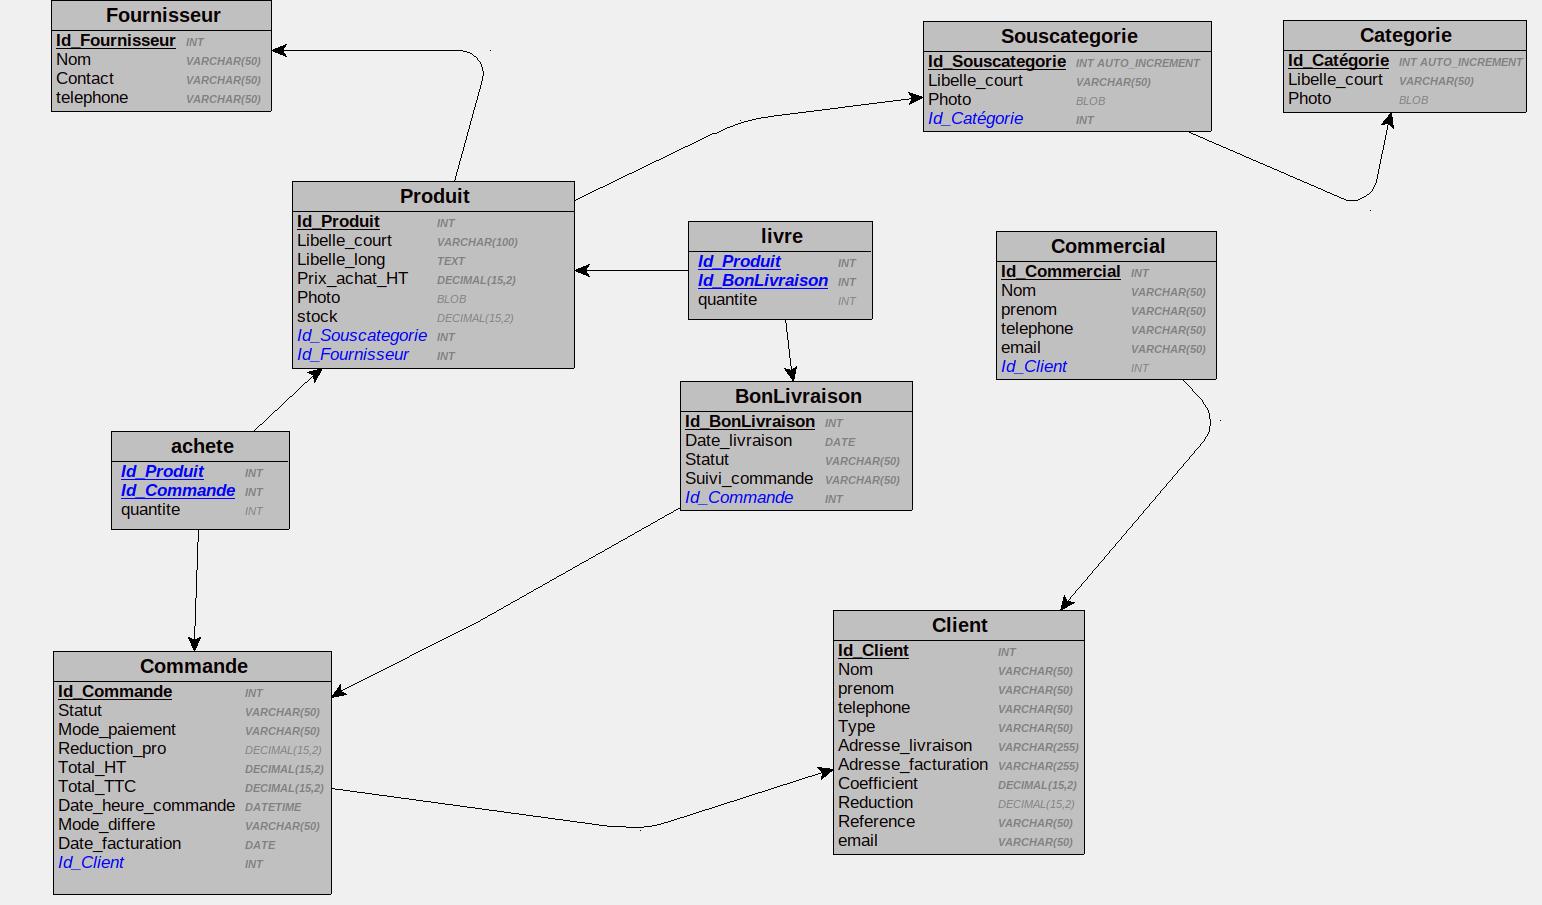 Fournisseur
Id_Fournisseur INT
Nom VARCHAR(50)
Contact VARCHAR(50)
telephone VARCHAR(50)
Souscategorie
Id_Souscategorie INT AUTO_INCREMENT
Libelle_court VARCHAR(50)
Photo BLOB
Id_Catégorie INT
Categorie
Id_Catégorie INT AUTO_INCREMENT
Libelle_court VARCHAR(50)
Photo BLOB
Produit
Id_Produit INT
Libelle_court VARCHAR(100)
Libelle_long TEXT
Prix_achat_HT DECIMAL(15,2)
Photo BLOB
stock DECIMAL(15,2)
Id_Souscategorie INT
Id_Fournisseur INT
livre
Id_Produit INT
Id_BonLivraison INT
quantite INT
Commercial
Id_Commercial INT
Nom VARCHAR(50)
prenom VARCHAR(50)
telephone VARCHAR(50)
email VARCHAR(50)
Id_Client INT
BonLivraison
Id_BonLivraison INT
Date_livraison DATE
Statut VARCHAR(50)
Suivi_commande VARCHAR(50)
Id_Commande INT
achete
Id_Produit INT
Id_Commande INT
quantite INT
Commande
Id_Commande INT
Statut VARCHAR(50)
Mode_paiement VARCHAR(50)
Reduction_pro DECIMAL(15,2)
Total_HT DECIMAL(15,2)
Total_TTC DECIMAL(15,2)
Date_heure_commande DATETIME
Mode_differe VARCHAR(50)
Date_facturation DATE
Id_Client INT
Client
Id_Client INT
Nom VARCHAR(50)
prenom VARCHAR(50)
telephone VARCHAR(50)
Type VARCHAR(50)
Adresse_livraison VARCHAR(255)
Adresse_facturation VARCHAR(255)
Coefficient DECIMAL(15,2)
Reduction DECIMAL(15,2)
Reference VARCHAR(50)
email VARCHAR(50)